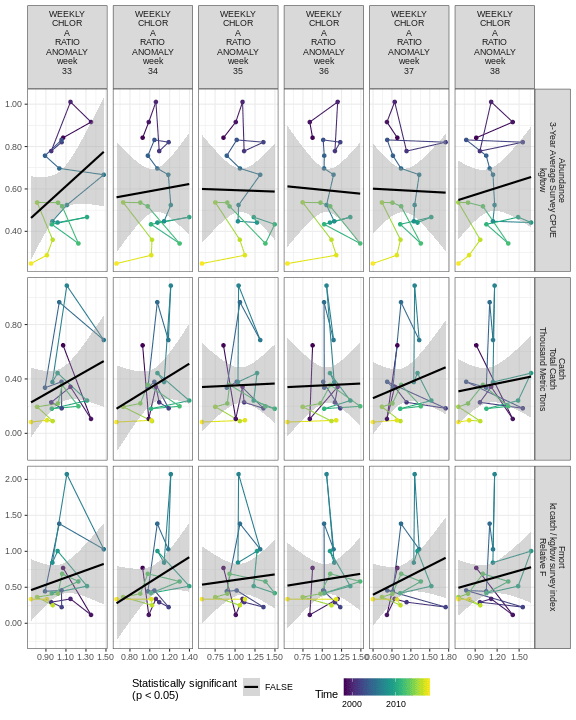 WEEKLY
CHLOR
A
RATIO
ANOMALY
week
33
WEEKLY
CHLOR
A
RATIO
ANOMALY
week
34
WEEKLY
CHLOR
A
RATIO
ANOMALY
week
35
WEEKLY
CHLOR
A
RATIO
ANOMALY
week
36
WEEKLY
CHLOR
A
RATIO
ANOMALY
week
37
WEEKLY
CHLOR
A
RATIO
ANOMALY
week
38
1.00
0.80
0.60
0.40
Abundance
3-Year Average Survey CPUE
kg/tow
0.80
0.40
0.00
Catch
Total Catch
Thousand Metric Tons
2.00
1.50
1.00
0.50
0.00
Fmort
kt catch / kg/tow survey index
Relative F
0.90 1.10 1.30 1.50
0.80 1.00 1.20 1.40
0.75 1.00 1.25 1.50
0.75 1.00 1.25 1.50
0.60 0.90 1.20 1.50 1.80
0.90 1.20 1.50
Statistically significant
(p < 0.05)
FALSE
Time
2000 2010